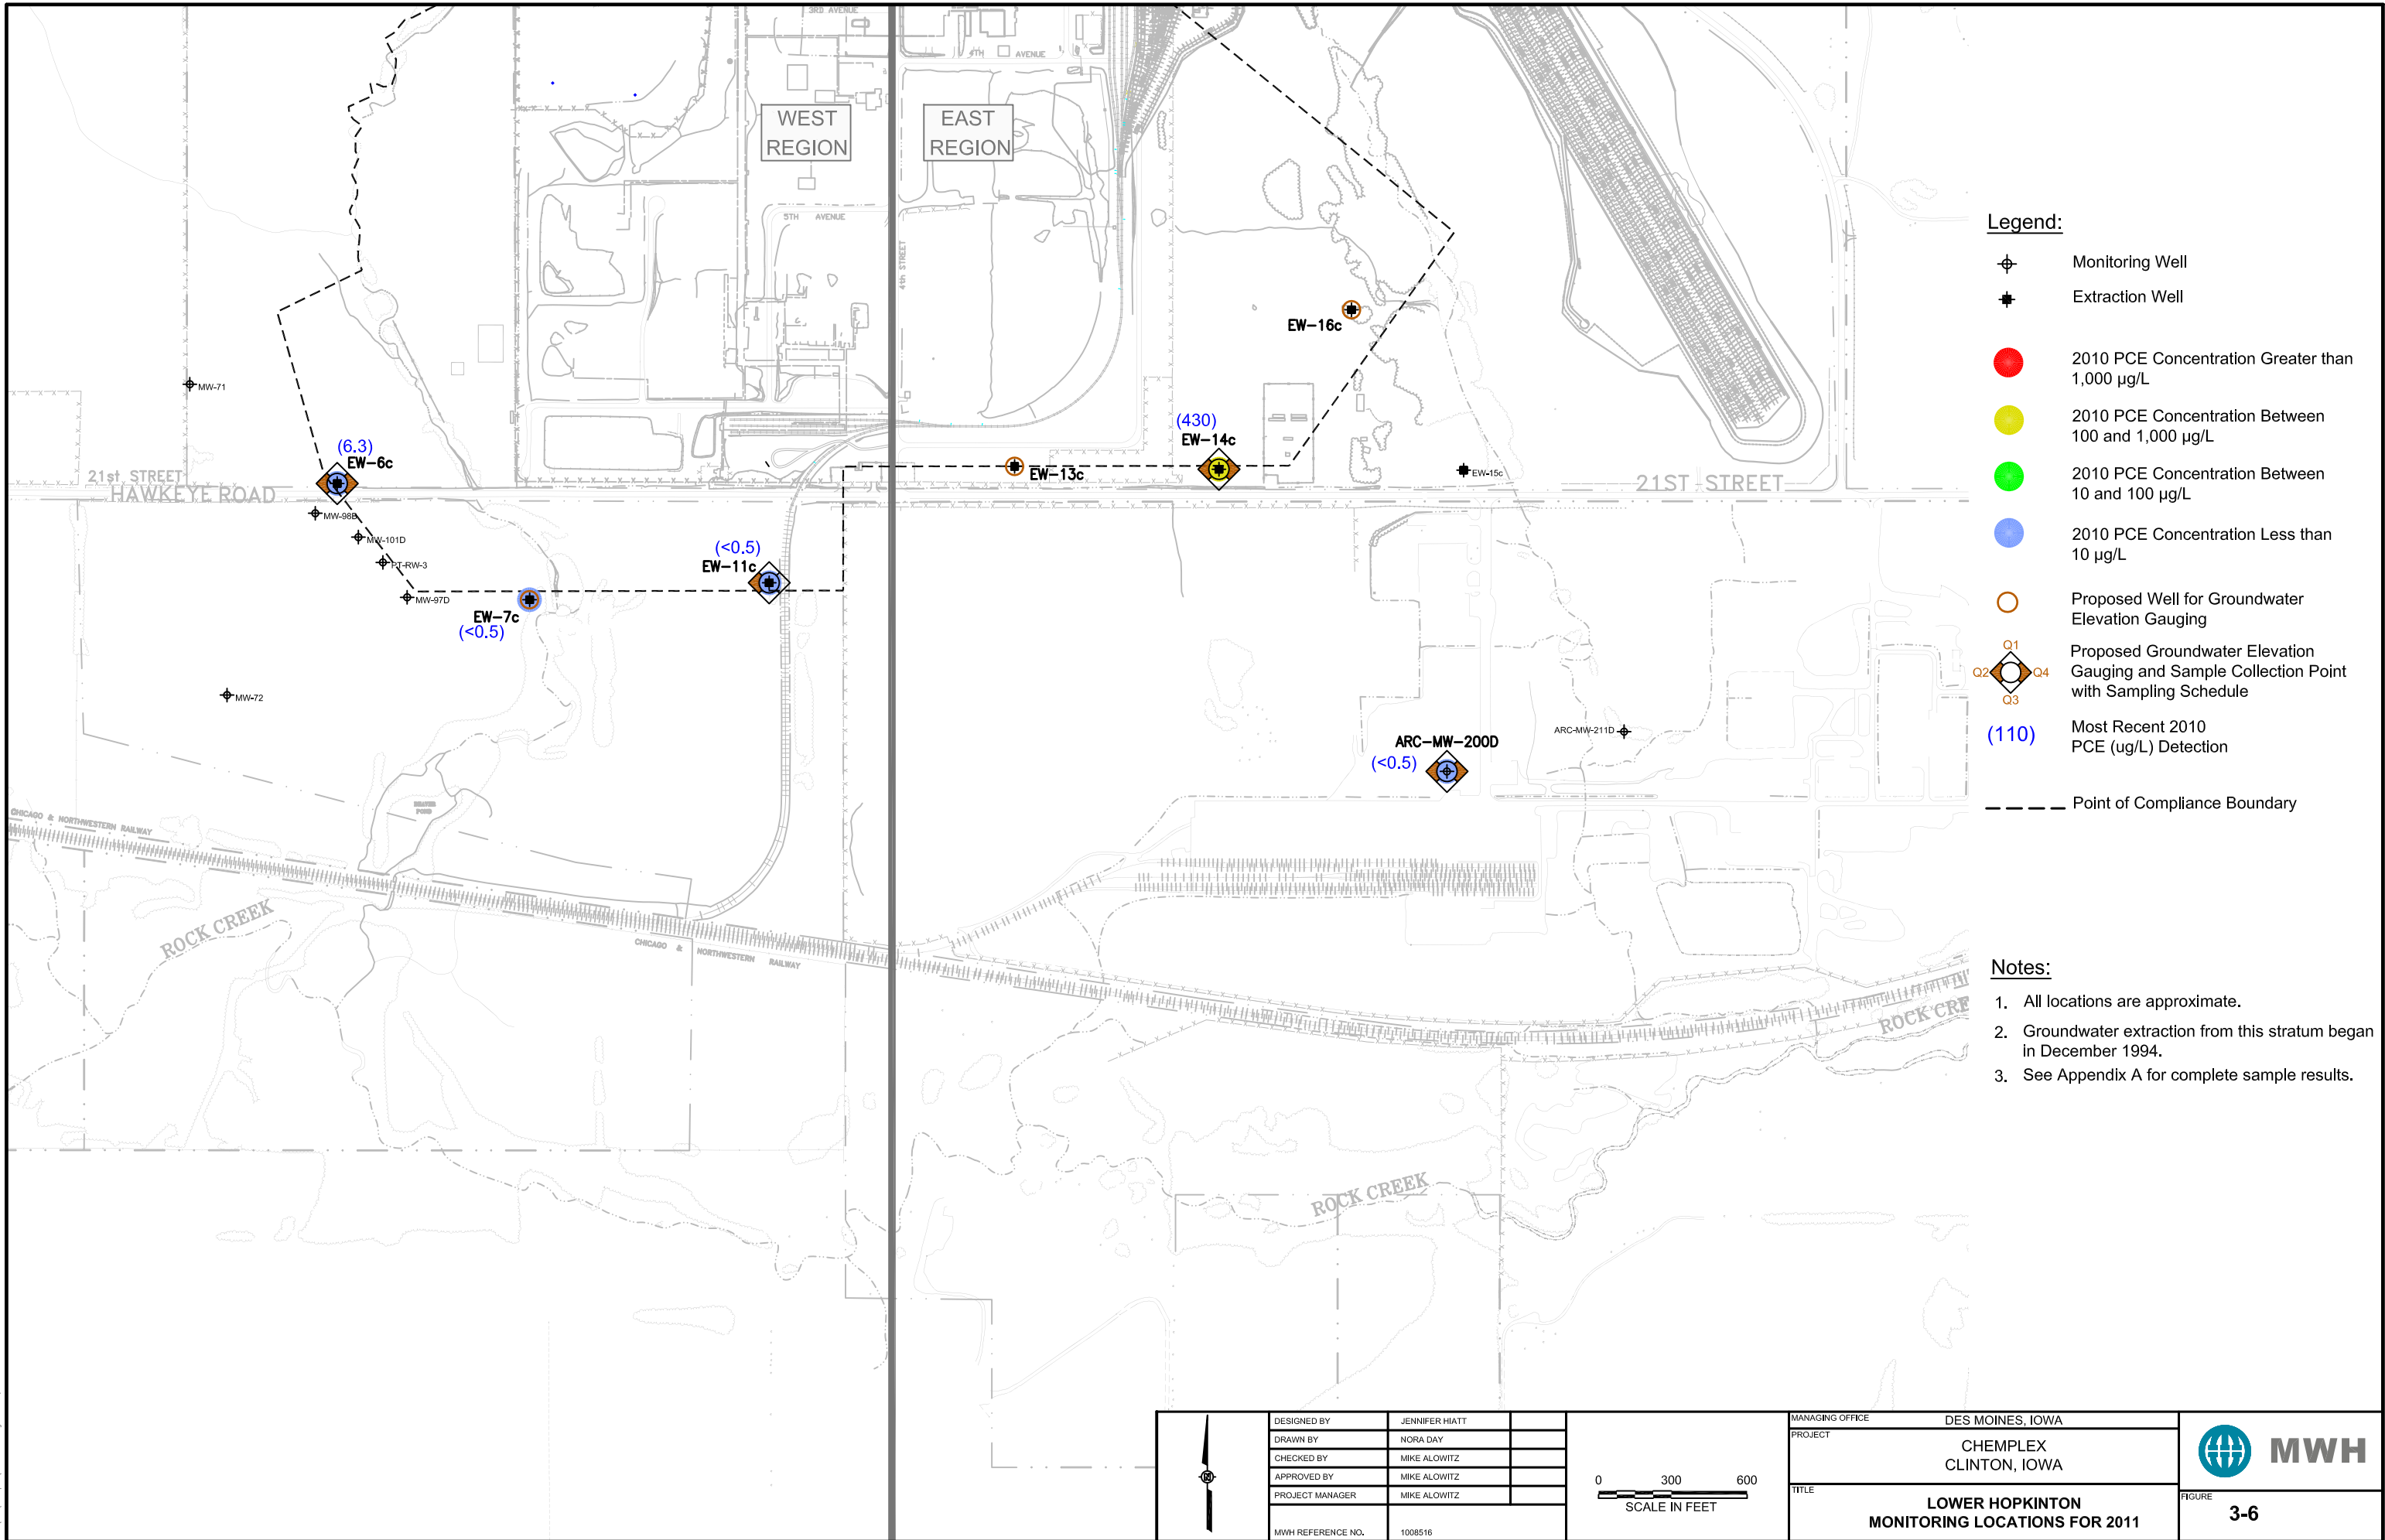 3RD AVENUE
4TH AVENUE
WEST
REGION
EAST
REGION
5TH AVENUE
4th STREET
EW-16c
MW-71
(6.3)
EW-6c
(430)
EW-14c
EW-13c
EW-15c
21st STREET
HAWKEYE ROAD
21ST STREET
MW-98B
MW-101D
PT-RW-3
MW-97D
(<0.5)
EW-11c
EW-7c
(<0.5)
MW-72
ARC-MW-211D
ARC-MW-200D
(<0.5)
BEAVER
POND
CHICAGO & NORTHWESTERN RAILWAY
ROCK CREEK
CHICAGO & NORTHWESTERN RAILWAY
ROCK CRE
ROCK CREEK
Legend:
Monitoring Well
Extraction Well
2010 PCE Concentration Greater than
1,000 µg/L
2010 PCE Concentration Between
100 and 1,000 µg/L
2010 PCE Concentration Between
10 and 100 µg/L
2010 PCE Concentration Less than
10 µg/L
Proposed Well for Groundwater
Elevation Gauging
Q1
Q2
Q4
Q3
Proposed Groundwater Elevation
Gauging and Sample Collection Point
with Sampling Schedule
(110)
Most Recent 2010
PCE (ug/L) Detection
Point of Compliance Boundary
Notes:
1. All locations are approximate.
2. Groundwater extraction from this stratum began
in December 1994.
3. See Appendix A for complete sample results.
DESIGNED BY JENNIFER HIATT
DRAWN BY NORA DAY
CHECKED BY MIKE ALOWITZ
APPROVED BY MIKE ALOWITZ
PROJECT MANAGER MIKE ALOWITZ
MWH REFERENCE NO. 1008516
0 300 600
SCALE IN FEET
MANAGING OFFICE DES MOINES, IOWA
PROJECT
CHEMPLEX
CLINTON, IOWA
TITLE
LOWER HOPKINTON
MONITORING LOCATIONS FOR 2011
MWH
FIGURE
3-6